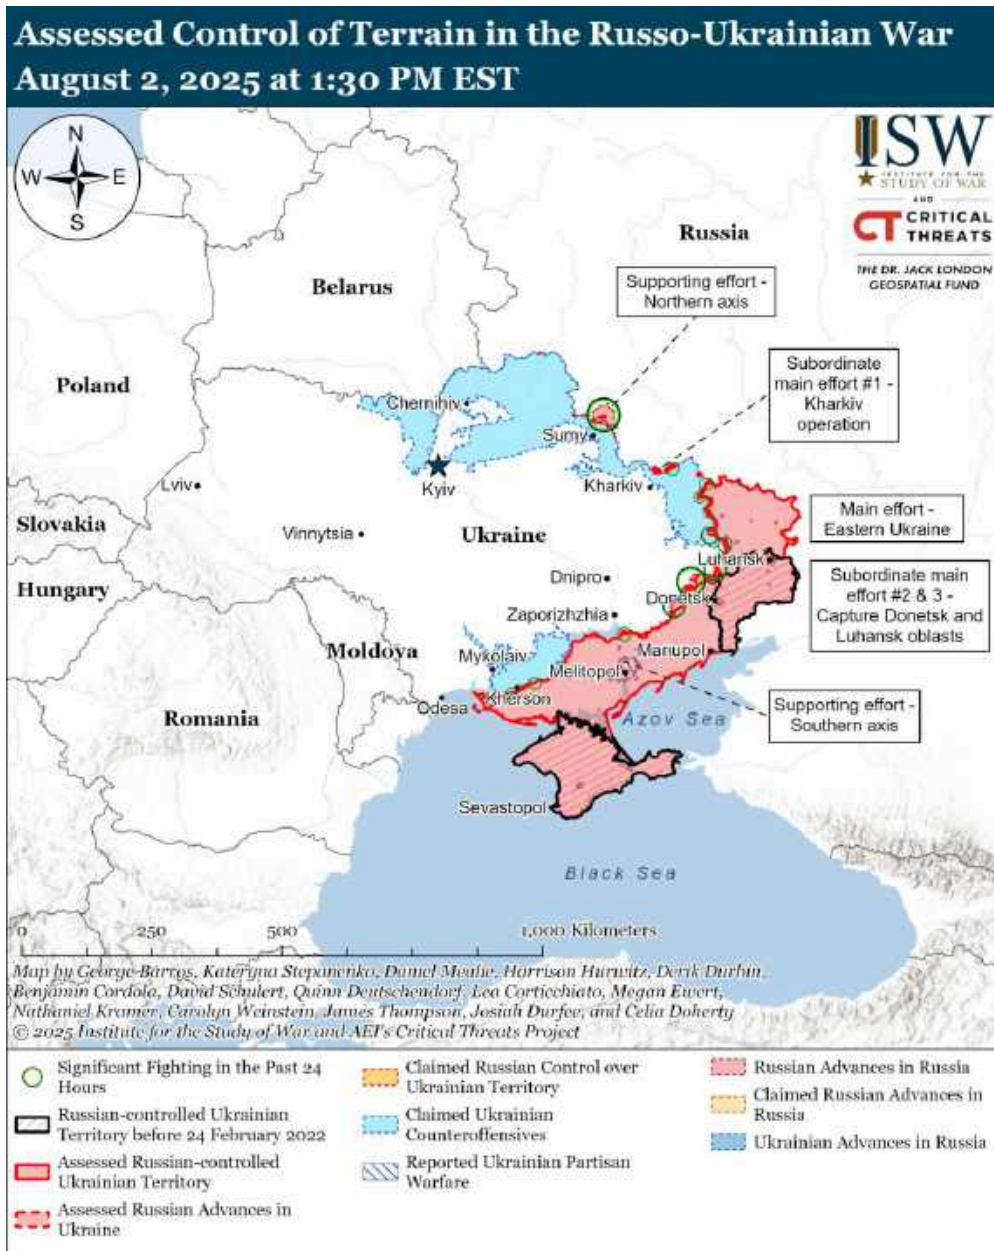 Assessed Control of Terrain in the Russo-Ukrainian War
August 2, 2025 at 1:30 PM EST
N
W
E
S
ISW
INSTITUTE FOR THE
STUDY OF WAR
AND
CT CRITICAL
THREATS
THE DR. JACK LONDON
GEOSPATIAL FUND
Russia
Belarus
Supporting effort -
Northern axis
Poland
Subordinate
main effort #1 -
Kharkiv
operation
Chernihiv
Sumy
Kyiv
Lviv
Kharkiv
Slovakia
Vinnytsia
Ukraine
Main effort -
Eastern Ukraine
Luhansk
Hungary
Dnipro
Donetsk
Subordinate main
effort #2 & 3 -
Capture Donetsk and
Luhansk oblasts
Zaporizhzhia
Moldova
Mykolaiv
Mariupol
Melitopol
Kherson
Odesa
Romania
Azov Sea
Supporting effort -
Southern axis
Sevastopol
Black Sea
0 250 500 1,000 Kilometers
Map by George Barros, Kateryna Stepanenko, Daniel Mealie, Harrison Hurwitz, Derik Durbin,
Benjamin Cordola, David Schulert, Quinn Deutschendorf, Lea Corticchiato, Megan Ewert,
Nathaniel Kramer, Carolyn Weinstein, James Thompson, Josiah Durfee, and Celia Doherty
© 2025 Institute for the Study of War and AEI's Critical Threats Project
Significant Fighting in the Past 24
Hours
Russian-controlled Ukrainian
Territory before 24 February 2022
Assessed Russian-controlled
Ukrainian Territory
Assessed Russian Advances in
Ukraine
Claimed Russian Control over
Ukrainian Territory
Claimed Ukrainian
Counteroffensives
Reported Ukrainian Partisan
Warfare
Russian Advances in Russia
Claimed Russian Advances in
Russia
Ukrainian Advances in Russia